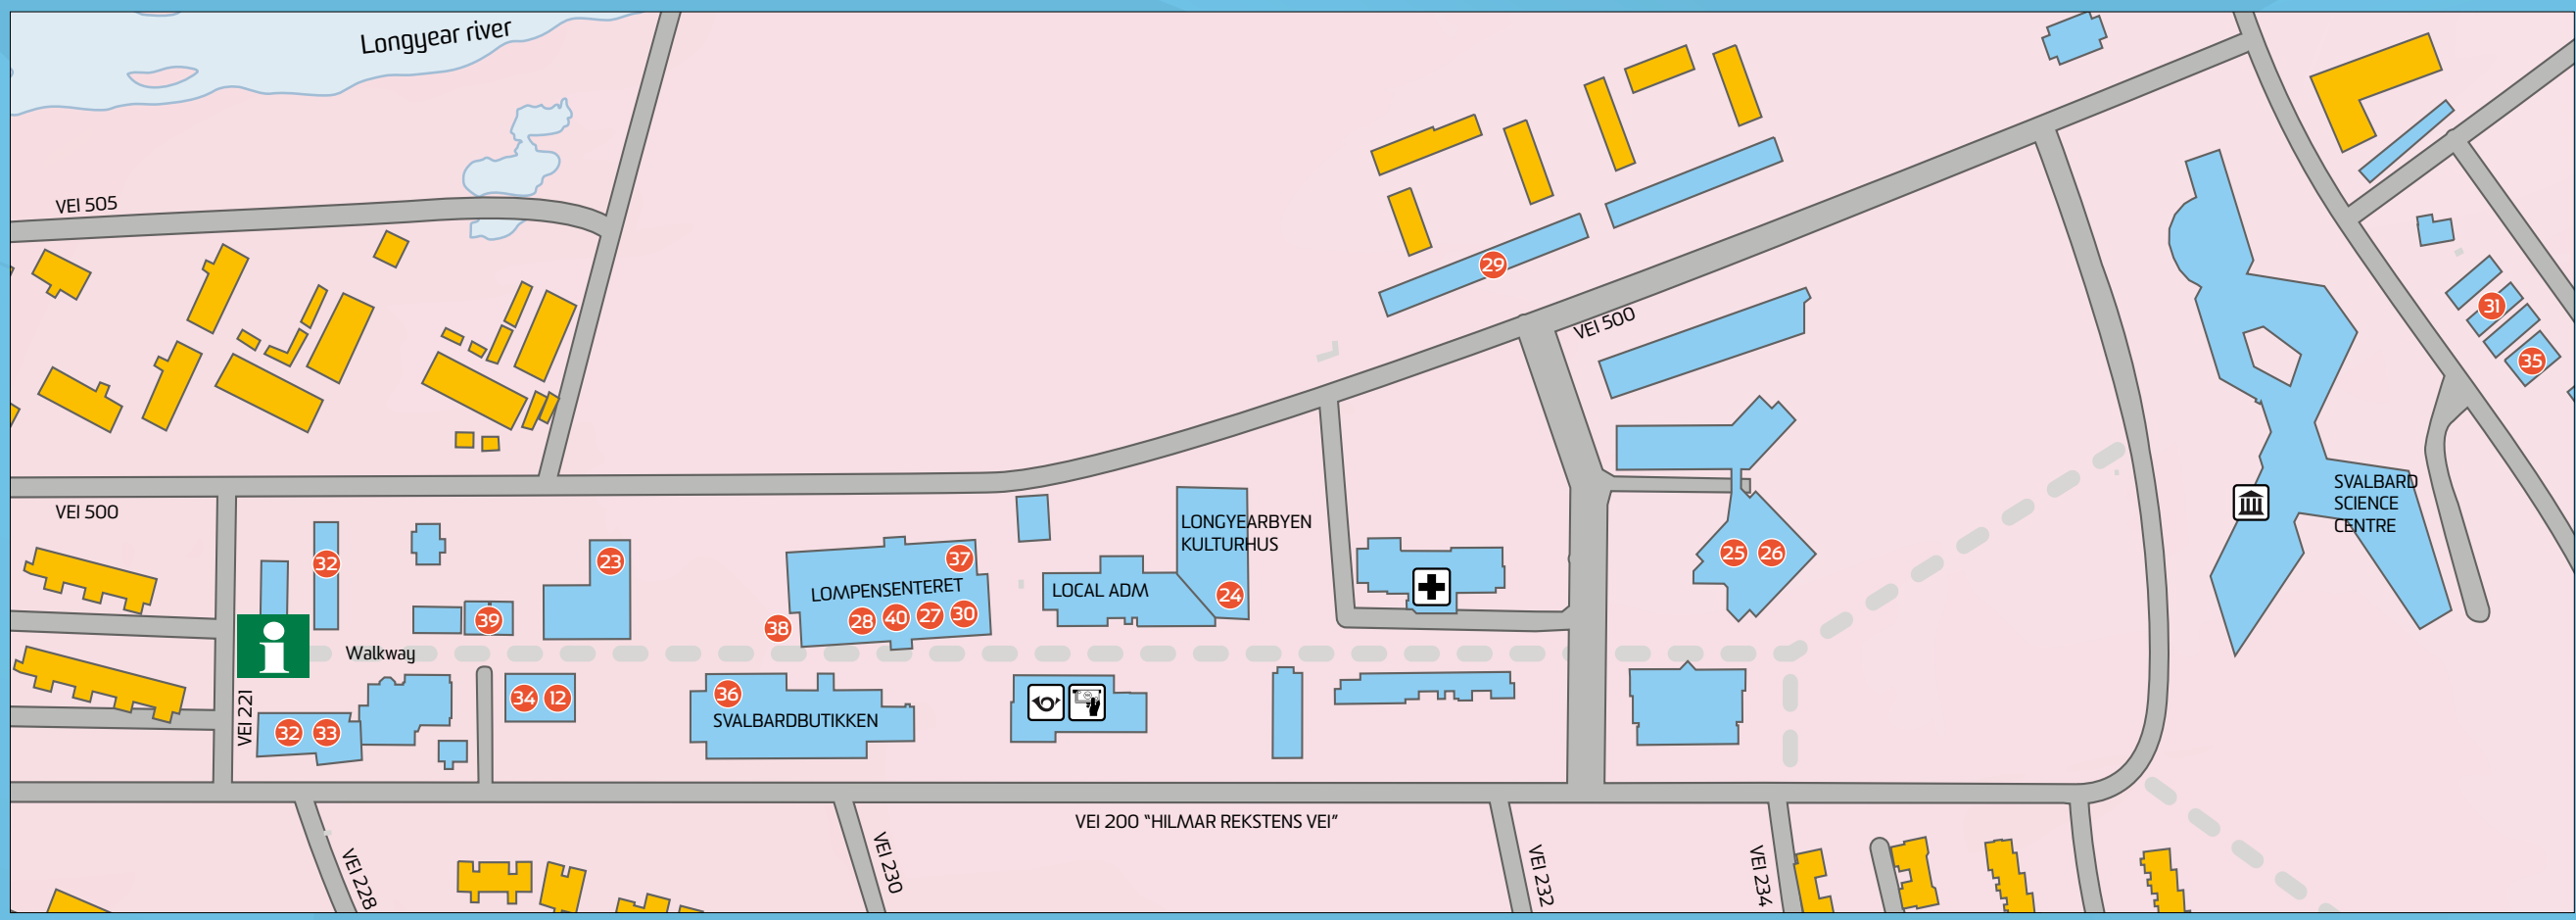 Longyear river
VEI 505
VEI 500
VEI 500
29
31
35
32
23
39
37
LOMPENSENTERET
38
28
40
27
30
LONGYEARBYEN
KULTURHUS
LOCAL ADM
24
25
26
SVALBARD
SCIENCE
CENTRE
i
Walkway
VEI 221
32
33
34
12
36
SVALBARDBUTIKKEN
VEI 200 “HILMAR REKSTENS VEI”
VEI 228
VEI 230
VEI 232
VEI 234